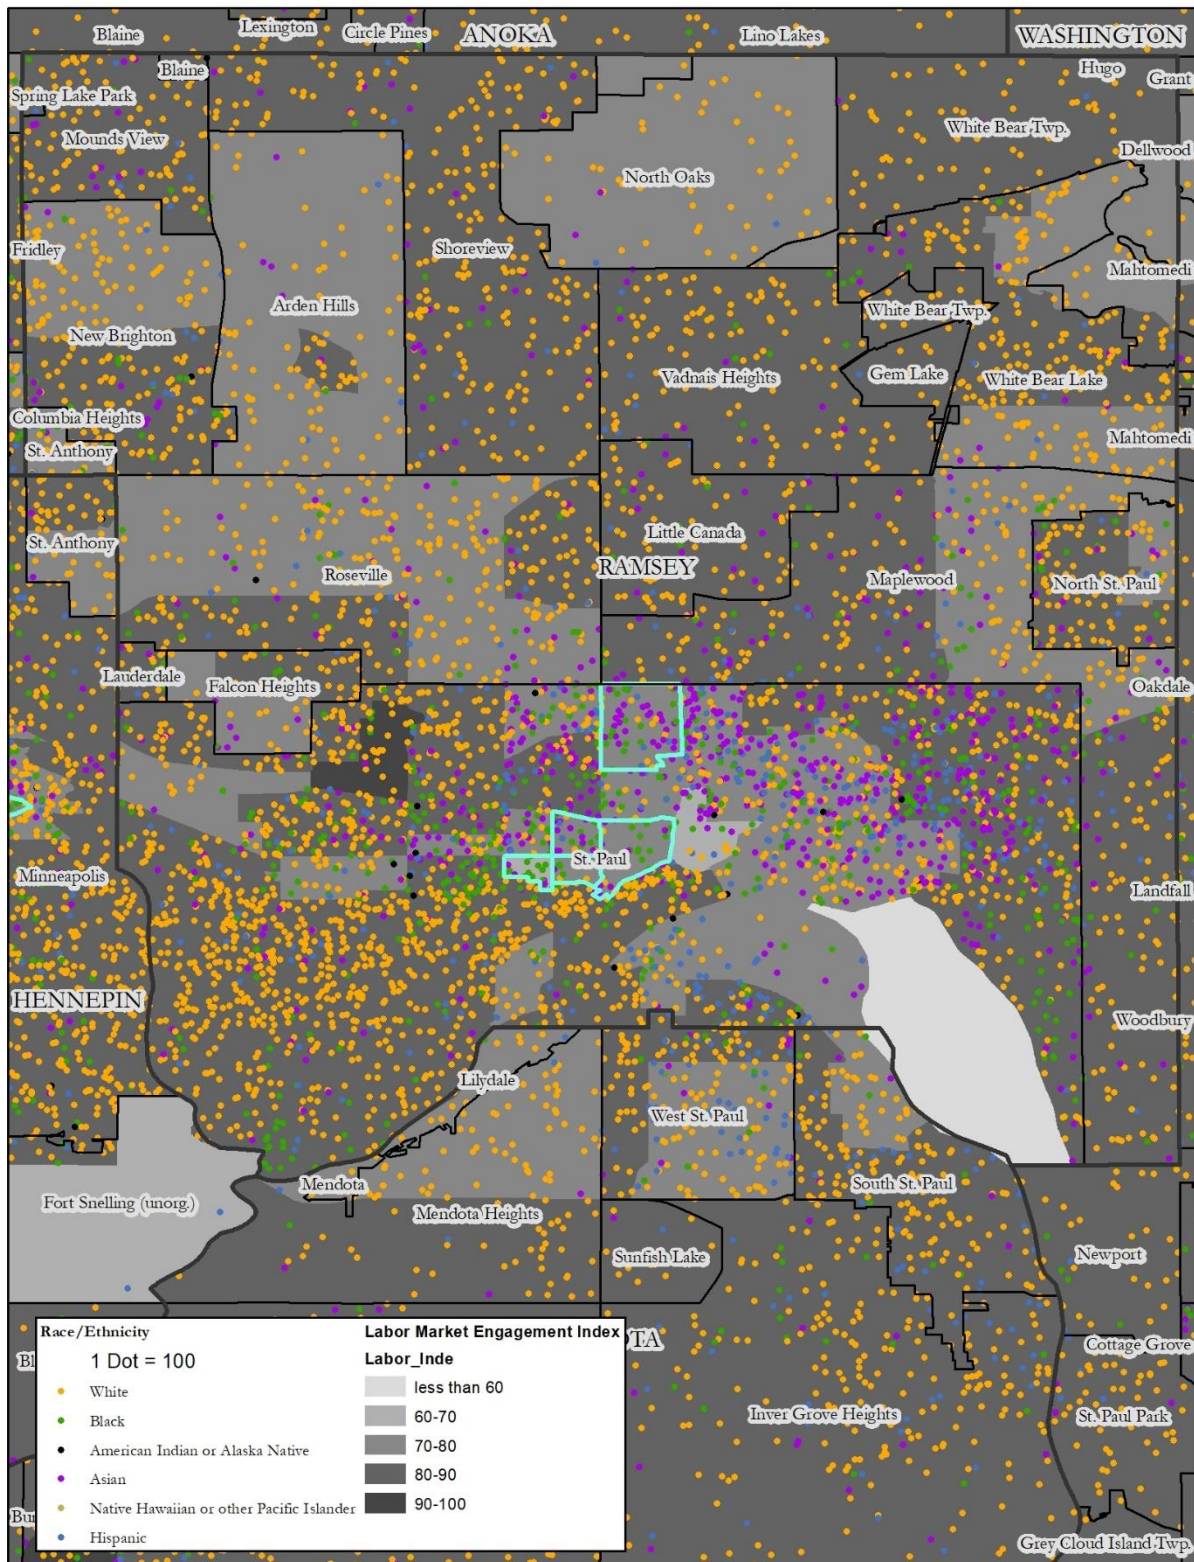 Blaine
Lexington
Circle Pines
ANOKA
Lino Lakes
WASHINGTON
Blaine
Hugo
Grant
Spring Lake Park
Mounds View
White Bear Twp.
Dellwood
North Oaks
Fridley
Shoreview
Mahtomedi
Arden Hills
White Bear Twp.
New Brighton
Vadnais Heights
Gem Lake
White Bear Lake
Columbia Heights
Mahtomedi
St. Anthony
St. Anthony
Little Canada
Roseville
RAMSEY
Maplewood
North St. Paul
Lauderdale
Falcon Heights
Oakdale
St. Paul
Minneapolis
Landfall
HENNEPIN
Woodbury
Lilydale
West St. Paul
Mendota
South St. Paul
Fort Snelling (unorg.)
Mendota Heights
Sunfish Lake
Newport
Cottage Grove
Inver Grove Heights
St. Paul Park
Grey Cloud Island Twp.
OTA
Bl
Bu
Race/Ethnicity
1 Dot = 100
White
Black
American Indian or Alaska Native
Asian
Native Hawaiian or other Pacific Islander
Hispanic
Labor Market Engagement Index
Labor_Inde
less than 60
60-70
70-80
80-90
90-100